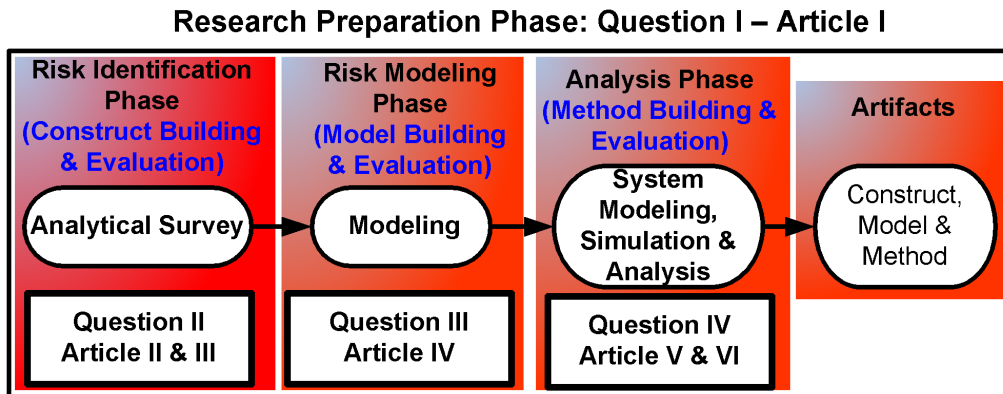 Research Preparation Phase: Question I – Article I
Risk Identification
Phase
(Construct Building
& Evaluation)
Analytical Survey
Question II
Article II & III
Risk Modeling
Phase
(Model Building
& Evaluation)
Modeling
Question III
Article IV
Analysis Phase
(Method Building &
Evaluation)
System
Modeling,
Simulation &
Analysis
Question IV
Article V & VI
Artifacts
Construct,
Model &
Method